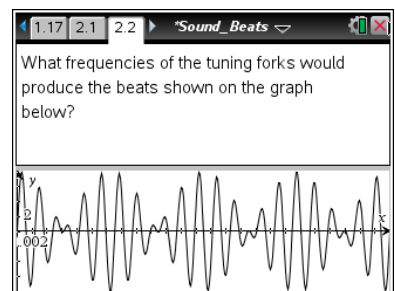 1.17 2.1 2.2 *Sound_Beats
What frequencies of the tuning forks would
produce the beats shown on the graph
below?
y
2
x
.002